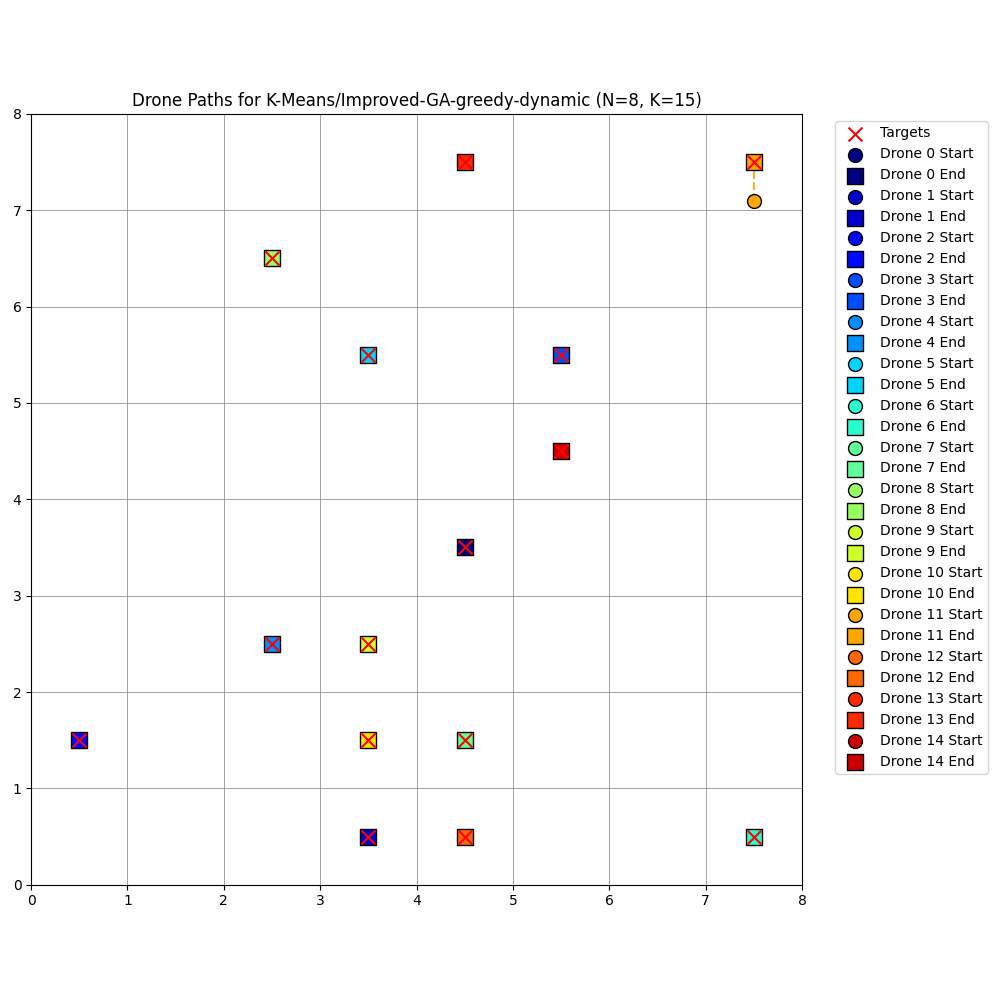 Drone Paths for K-Means/Improved-GA-greedy-dynamic (N=8, K=15)
8
7
6
5
4
3
2
1
0
0 1 2 3 4 5 6 7 8
Targets
Drone 0 Start
Drone 0 End
Drone 1 Start
Drone 1 End
Drone 2 Start
Drone 2 End
Drone 3 Start
Drone 3 End
Drone 4 Start
Drone 4 End
Drone 5 Start
Drone 5 End
Drone 6 Start
Drone 6 End
Drone 7 Start
Drone 7 End
Drone 8 Start
Drone 8 End
Drone 9 Start
Drone 9 End
Drone 10 Start
Drone 10 End
Drone 11 Start
Drone 11 End
Drone 12 Start
Drone 12 End
Drone 13 Start
Drone 13 End
Drone 14 Start
Drone 14 End